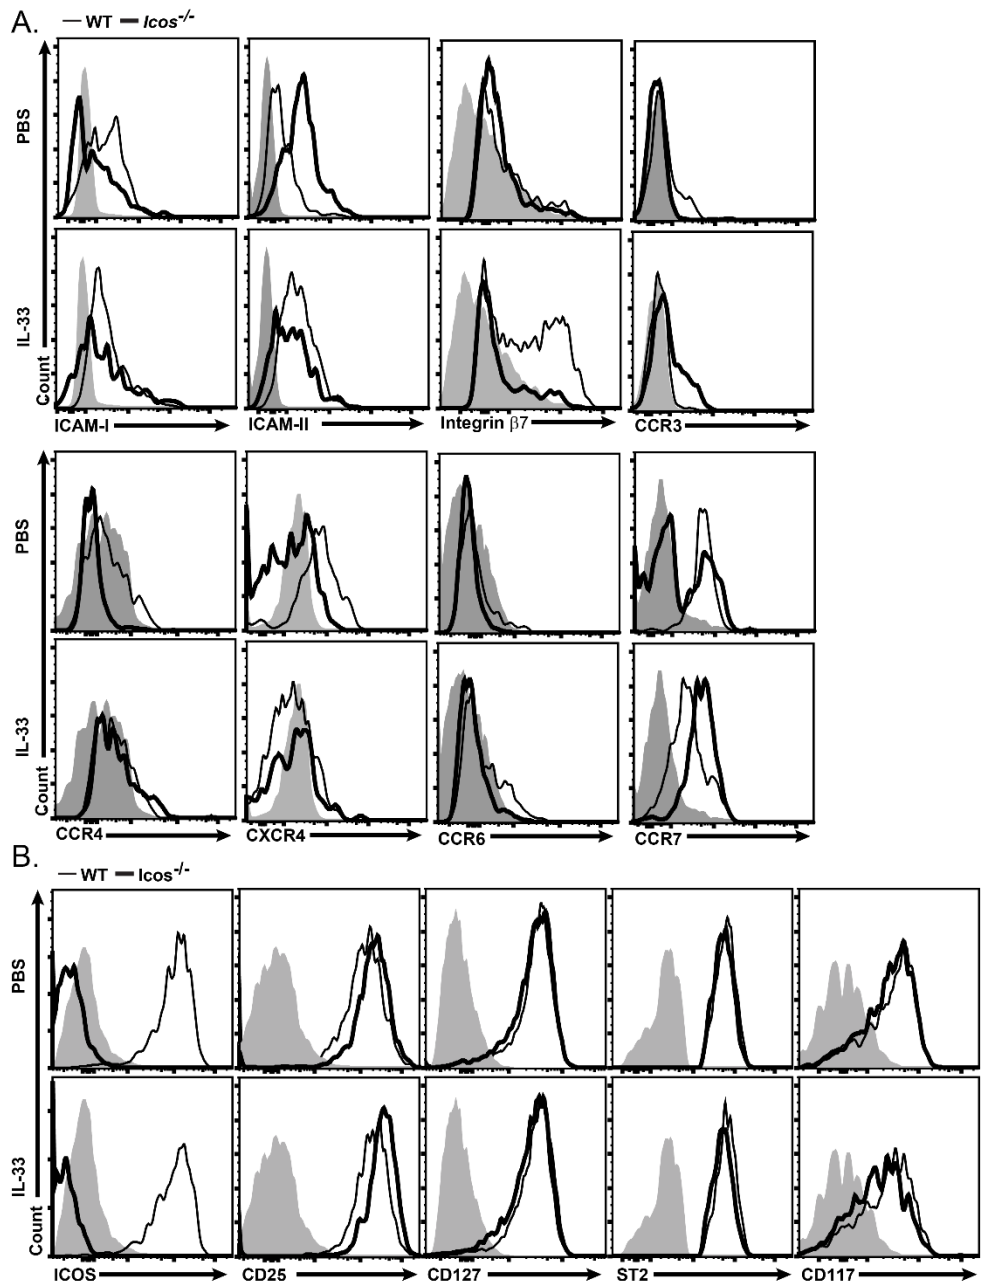 A.
WT Icos-/-
PBS
IL-33
Count
ICAM-I ICAM-II Integrin β7 CCR3
PBS
IL-33
Count
CCR4 CXCR4 CCR6 CCR7
B.
WT Icos-/-
PBS
IL-33
Count
ICOS CD25 CD127 ST2 CD117